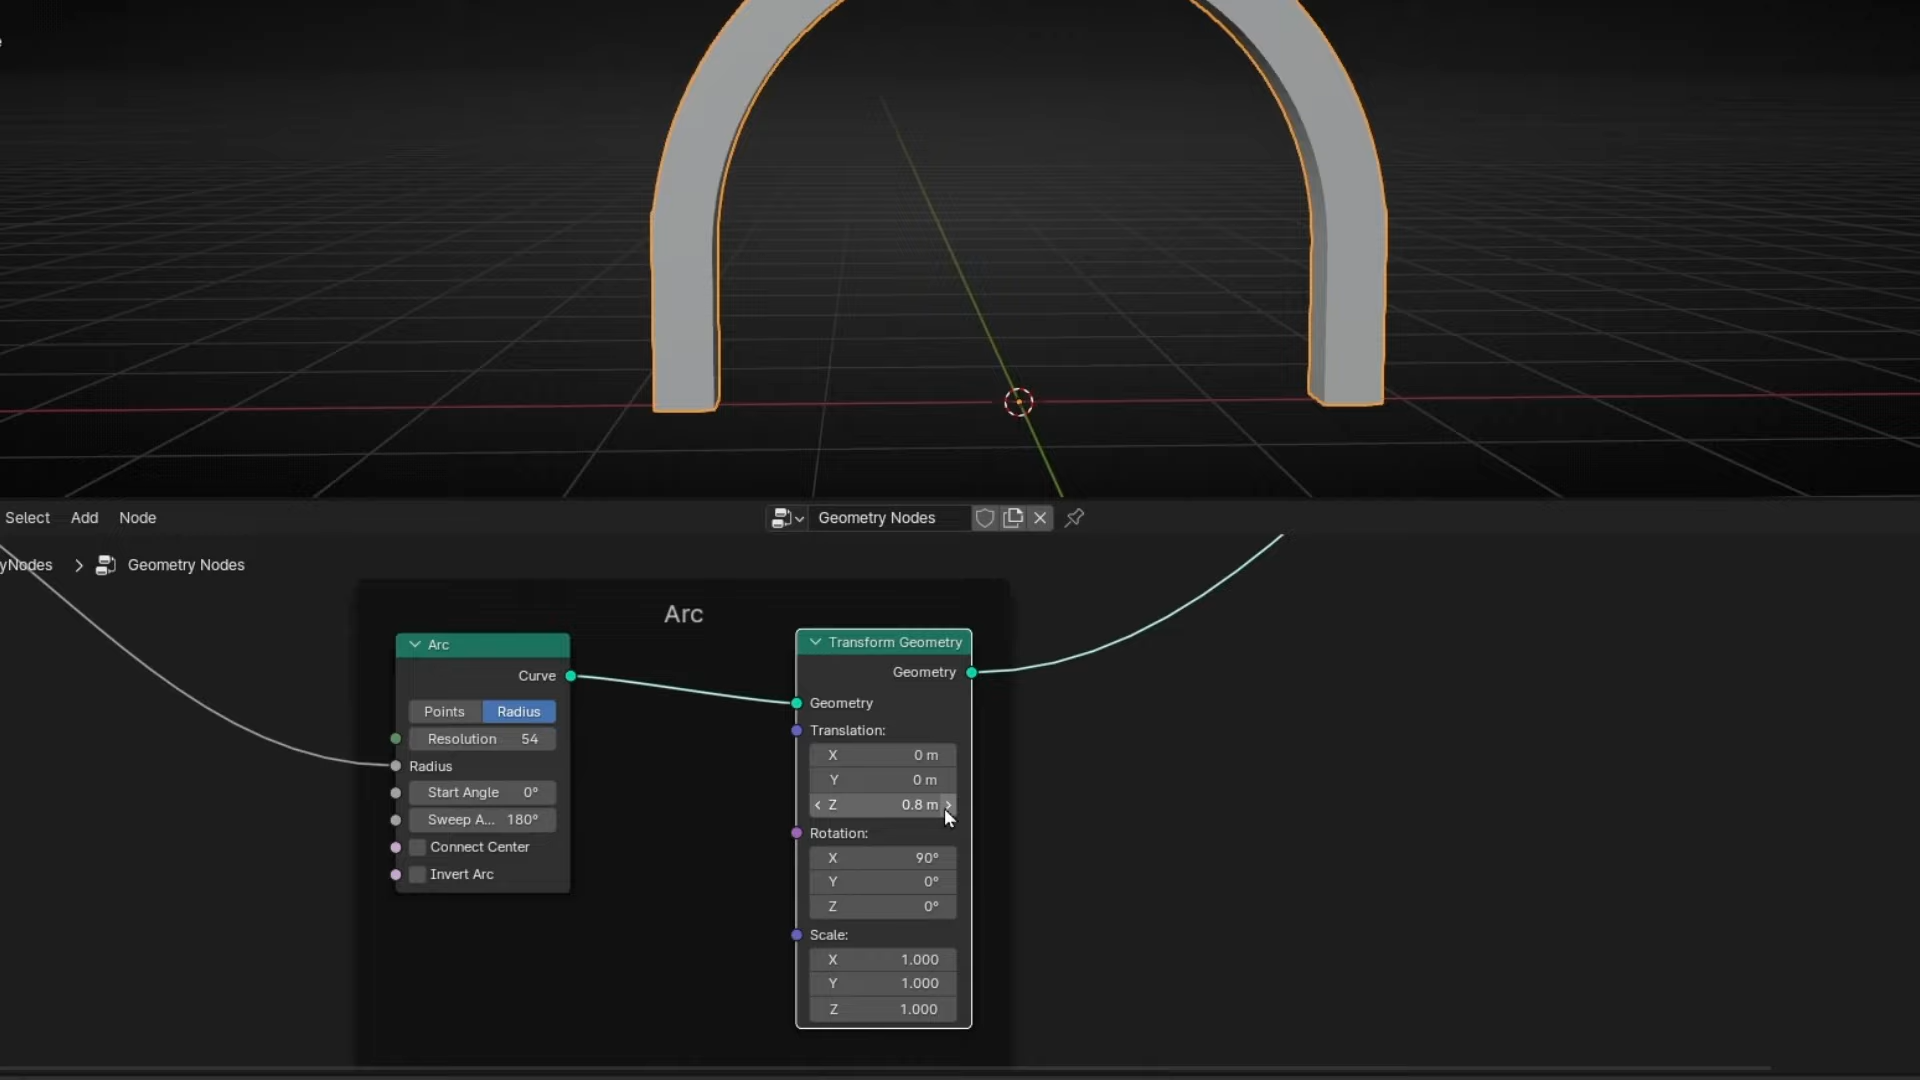 e
Select Add Node Geometry Nodes
yNodes Geometry Nodes
Arc
Arc
Curve
Points Radius
Resolution 54
Radius
Start Angle 0°
Sweep A... 180°
Connect Center
Invert Arc
Transform Geometry
Geometry
Geometry
Translation:
X 0 m
Y 0 m
Z 0.8 m
Rotation:
X 90°
Y 0°
Z 0°
Scale:
X 1.000
Y 1.000
Z 1.000